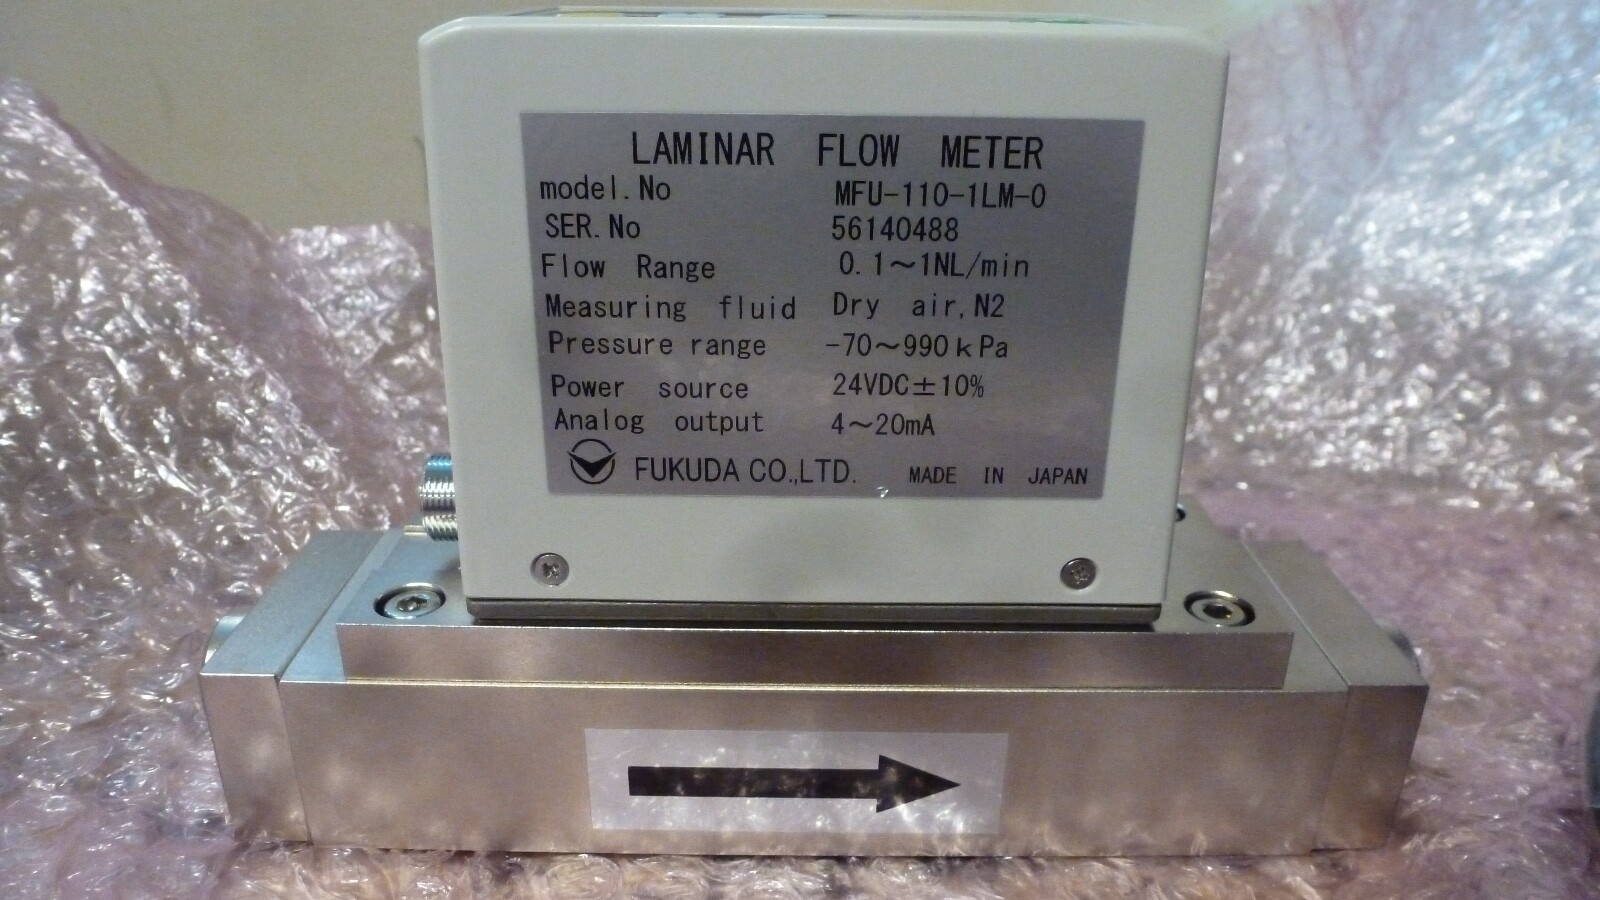 LAMINAR FLOW METER
model.No MFU-110-1LM-0
SER.No 56140488
Flow Range 0.1～1NL/min
Measuring fluid Dry air,N2
Pressure range -70～990kPa
Power source 24VDC±10%
Analog output 4～20mA
FUKUDA CO.,LTD. MADE IN JAPAN